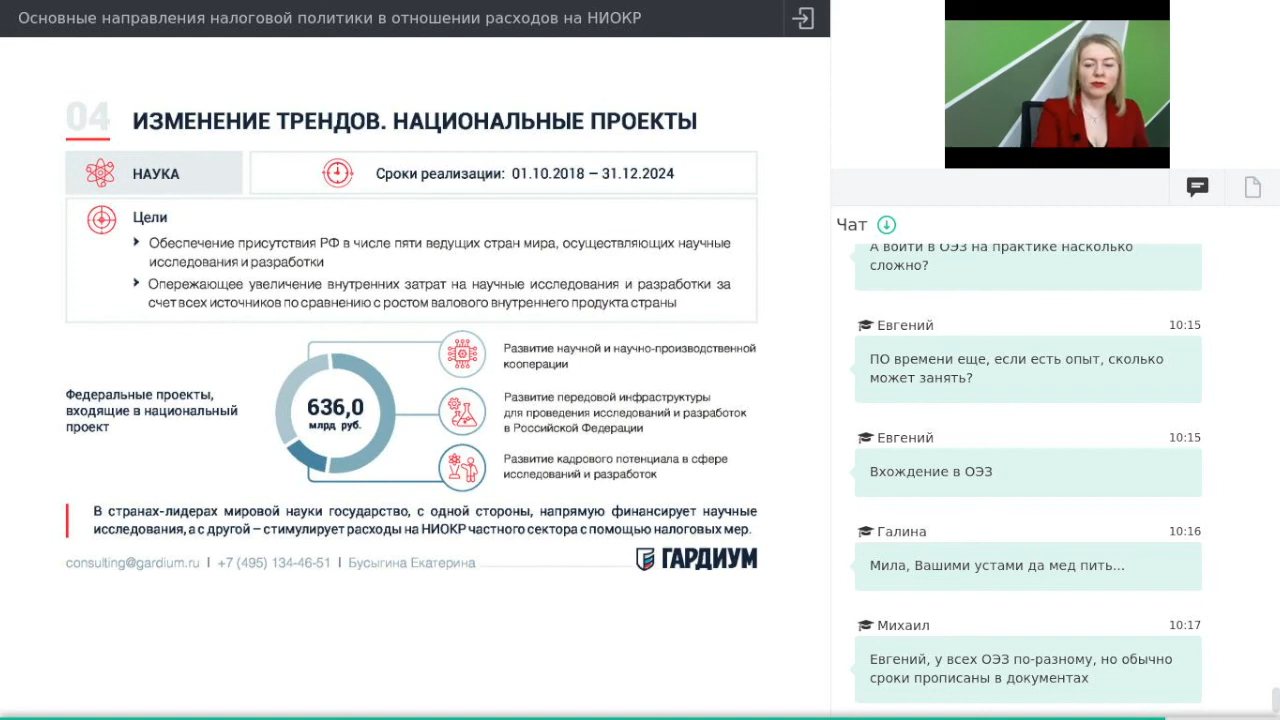 Основные направления налоговой политики в отношении расходов на НИОКР
04
ИЗМЕНЕНИЕ ТРЕНДОВ. НАЦИОНАЛЬНЫЕ ПРОЕКТЫ
НАУКА
Сроки реализации: 01.10.2018 – 31.12.2024
Цели
Обеспечение присутствия РФ в числе пяти ведущих стран мира, осуществляющих научные
исследования и разработки
Опережающее увеличение внутренних затрат на научные исследования и разработки за
счет всех источников по сравнению с ростом валового внутреннего продукта страны
Федеральные проекты,
входящие в национальный
проект
636,0
млрд руб.
Развитие научной и научно-производственной
кооперации
Развитие передовой инфраструктуры
для проведения исследований и разработок
в Российской Федерации
Развитие кадрового потенциала в сфере
исследований и разработок
В странах-лидерах мировой науки государство, с одной стороны, напрямую финансирует научные
исследования, а с другой – стимулирует расходы на НИОКР частного сектора с помощью налоговых мер.
consulting@gardium.ru I +7 (495) 134-46-51 I Бусыгина Екатерина
ГАРДИУМ
Чат
А войти в ОЭЗ на практике насколько
сложно?
Евгений 10:15
ПО времени еще, если есть опыт, сколько
может занять?
Евгений 10:15
Вхождение в ОЭЗ
Галина 10:16
Мила, Вашими устами да мед пить...
Михаил 10:17
Евгений, у всех ОЭЗ по-разному, но обычно
сроки прописаны в документах